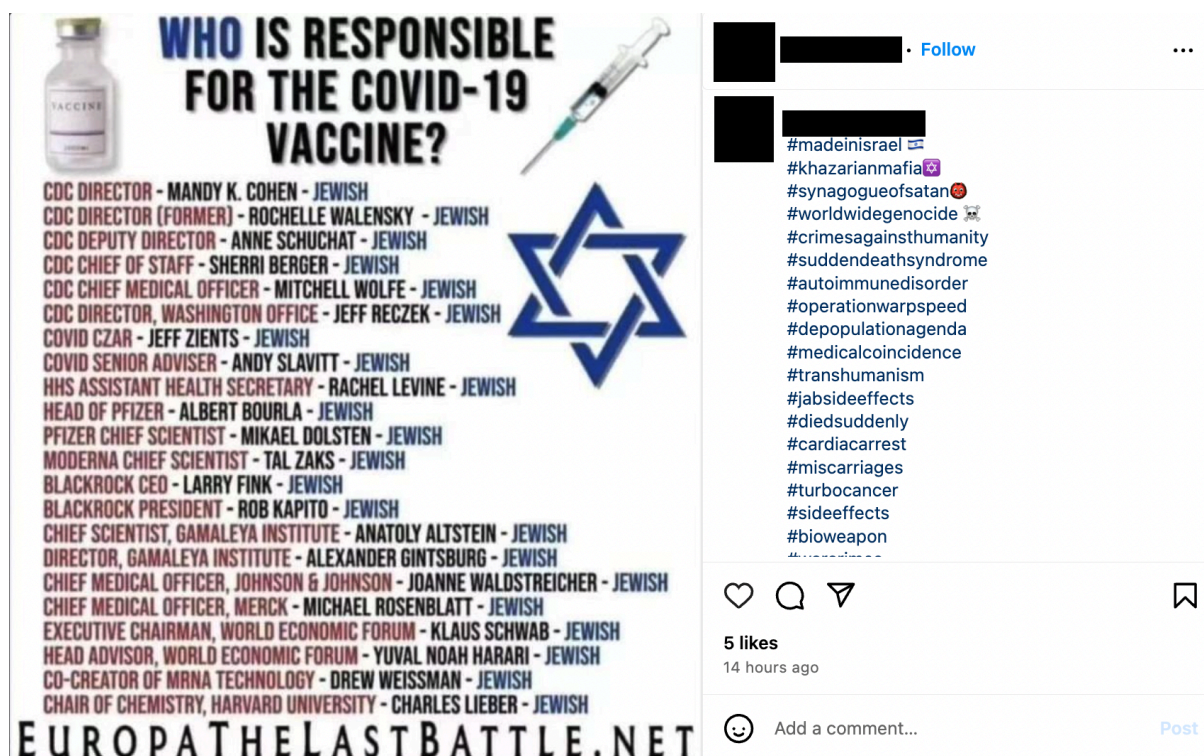 WHO IS RESPONSIBLE
FOR THE COVID-19
VACCINE?
VACCINE
CDC DIRECTOR - MANDY K. COHEN - JEWISH
CDC DIRECTOR (FORMER) - ROCHELLE WALENSKY - JEWISH
CDC DEPUTY DIRECTOR - ANNE SCHUCHAT - JEWISH
CDC CHIEF OF STAFF - SHERRI BERGER - JEWISH
CDC CHIEF MEDICAL OFFICER - MITCHELL WOLFE - JEWISH
CDC DIRECTOR, WASHINGTON OFFICE - JEFF RECZEK - JEWISH
COVID CZAR - JEFF ZIENTS - JEWISH
COVID SENIOR ADVISER - ANDY SLAVITT - JEWISH
HHS ASSISTANT HEALTH SECRETARY - RACHEL LEVINE - JEWISH
HEAD OF PFIZER - ALBERT BOURLA - JEWISH
PFIZER CHIEF SCIENTIST - MIKAEL DOLSTEN - JEWISH
MODERNA CHIEF SCIENTIST - TAL ZAKS - JEWISH
BLACKROCK CEO - LARRY FINK - JEWISH
BLACKROCK PRESIDENT - ROB KAPITO - JEWISH
CHIEF SCIENTIST, GAMALEYA INSTITUTE - ANATOLY ALTSTEIN - JEWISH
DIRECTOR, GAMALEYA INSTITUTE - ALEXANDER GINTSBURG - JEWISH
CHIEF MEDICAL OFFICER, JOHNSON & JOHNSON - JOANNE WALDSTREICHER - JEWISH
CHIEF MEDICAL OFFICER, MERCK - MICHAEL ROSENBLATT - JEWISH
EXECUTIVE CHAIRMAN, WORLD ECONOMIC FORUM - KLAUS SCHWAB - JEWISH
HEAD ADVISOR, WORLD ECONOMIC FORUM - YUVAL NOAH HARARI - JEWISH
CO-CREATOR OF MRNA TECHNOLOGY - DREW WEISSMAN - JEWISH
CHAIR OF CHEMISTRY, HARVARD UNIVERSITY - CHARLES LIEBER - JEWISH
EUROPATHELASTBATTLE.NET
• Follow
#madeinisrael 🇮🇱
#khazarianmafia🔯
#synagogueofsatan👹
#worldwidegenocide ☠️
#crimesagainsthumanity
#suddendeathsyndrome
#autoimmunedisorder
#operationwarpspeed
#depopulationagenda
#medicalcoincidence
#transhumanism
#jabsideeffects
#diedsuddenly
#cardiacarrest
#miscarriages
#turbocancer
#sideeffects
#bioweapon
5 likes
14 hours ago
Add a comment...
Post